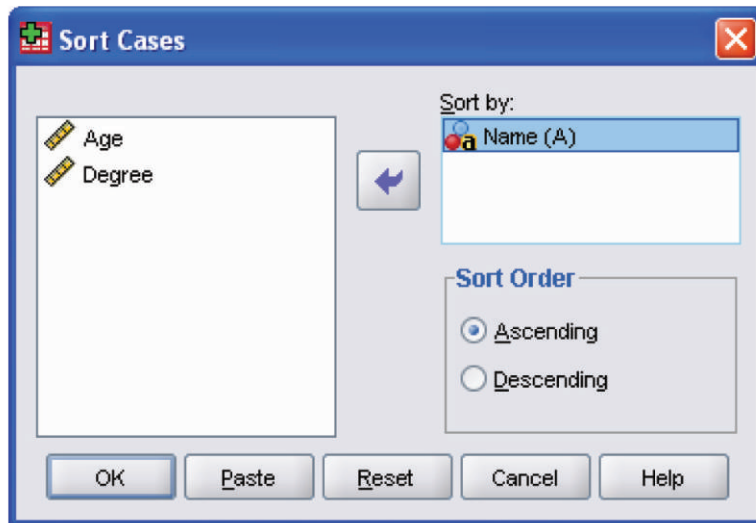 Sort Cases
Age
Degree
Sort by:
Name (A)
Sort Order
Ascending
Descending
OK
Paste
Reset
Cancel
Help